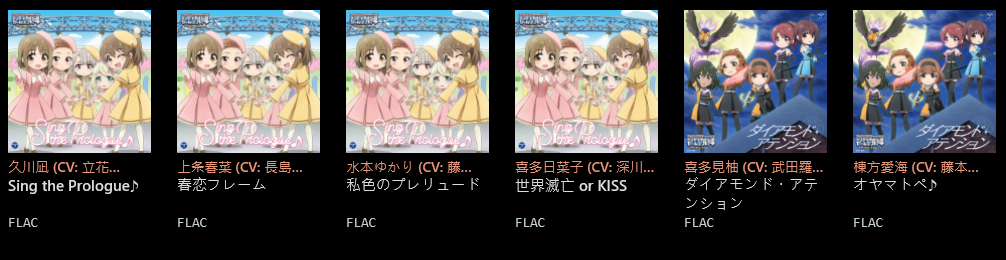 Sing the Prologue♪
Sing the Prologue♪
Sing the Prologue♪
Sing the Prologue♪
ダイアモンド・アテンション
ダイアモンド・アテンション
久川凪 (CV: 立花...
Sing the Prologue♪
FLAC
上条春菜 (CV: 長島...
春恋フレーム
FLAC
水本ゆかり (CV: 藤...
私色のプレリュード
FLAC
喜多日菜子 (CV: 深川...
世界滅亡 or KISS
FLAC
喜多見柚 (CV: 武田羅...
ダイアモンド・アテ
ンション
FLAC
棟方愛海 (CV: 藤本...
オヤマトペ♪
FLAC